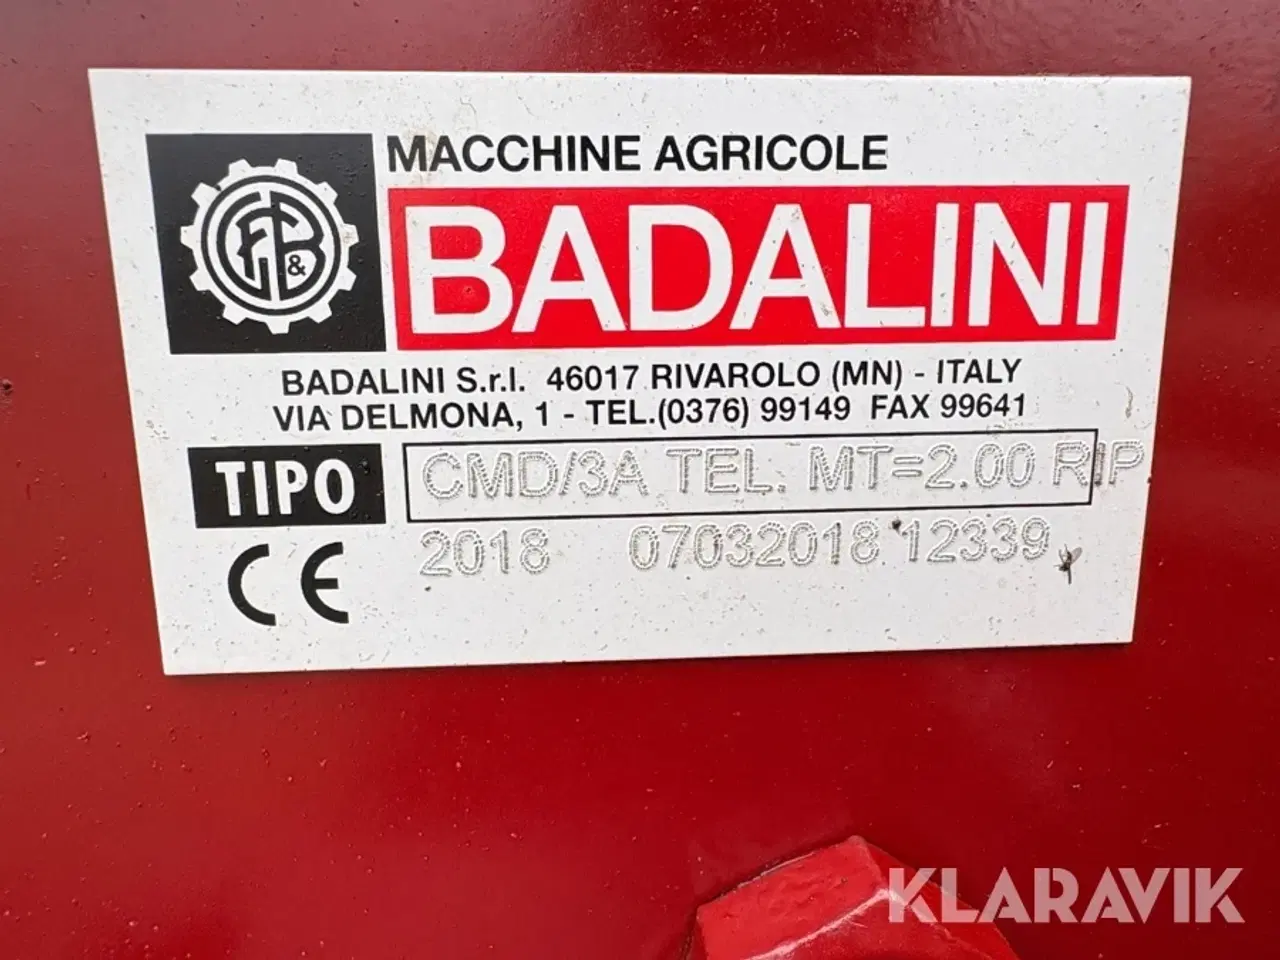 MACCHINE AGRICOLE
BADALINI
BADALINI S.r.l. 46017 RIVAROLO (MN) - ITALY
VIA DELMONA, 1 - TEL.(0376) 99149 FAX 99641
TIPO CMD/3A TEL. MT=2.00 RIP
CE 2018 07032018 12339
KLARAVIK